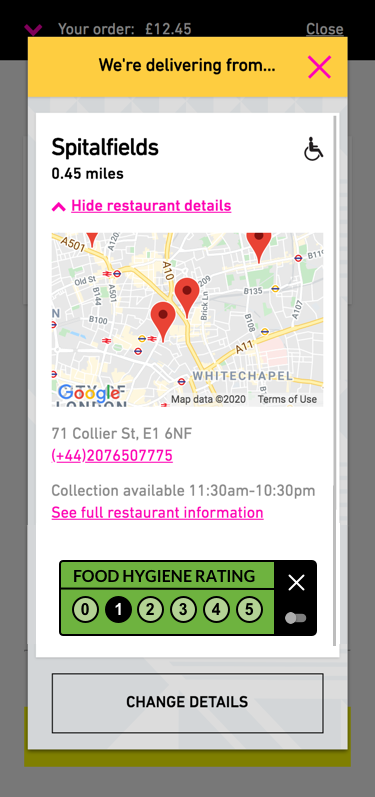 Your order: £12.45
Close
We're delivering from...
Spitalfields
0.45 miles
Hide restaurant details
A501
A10
Old St
A501
B144
B100
Brick Ln
B135
B119
A11
WHITECHAPEL
CITY OF
LONDON
Google
Map data ©2020
Terms of Use
71 Collier St, E1 6NF
(+44)2076507775
Collection available 11:30am-10:30pm
See full restaurant information
FOOD HYGIENE RATING
0 1 2 3 4 5
CHANGE DETAILS